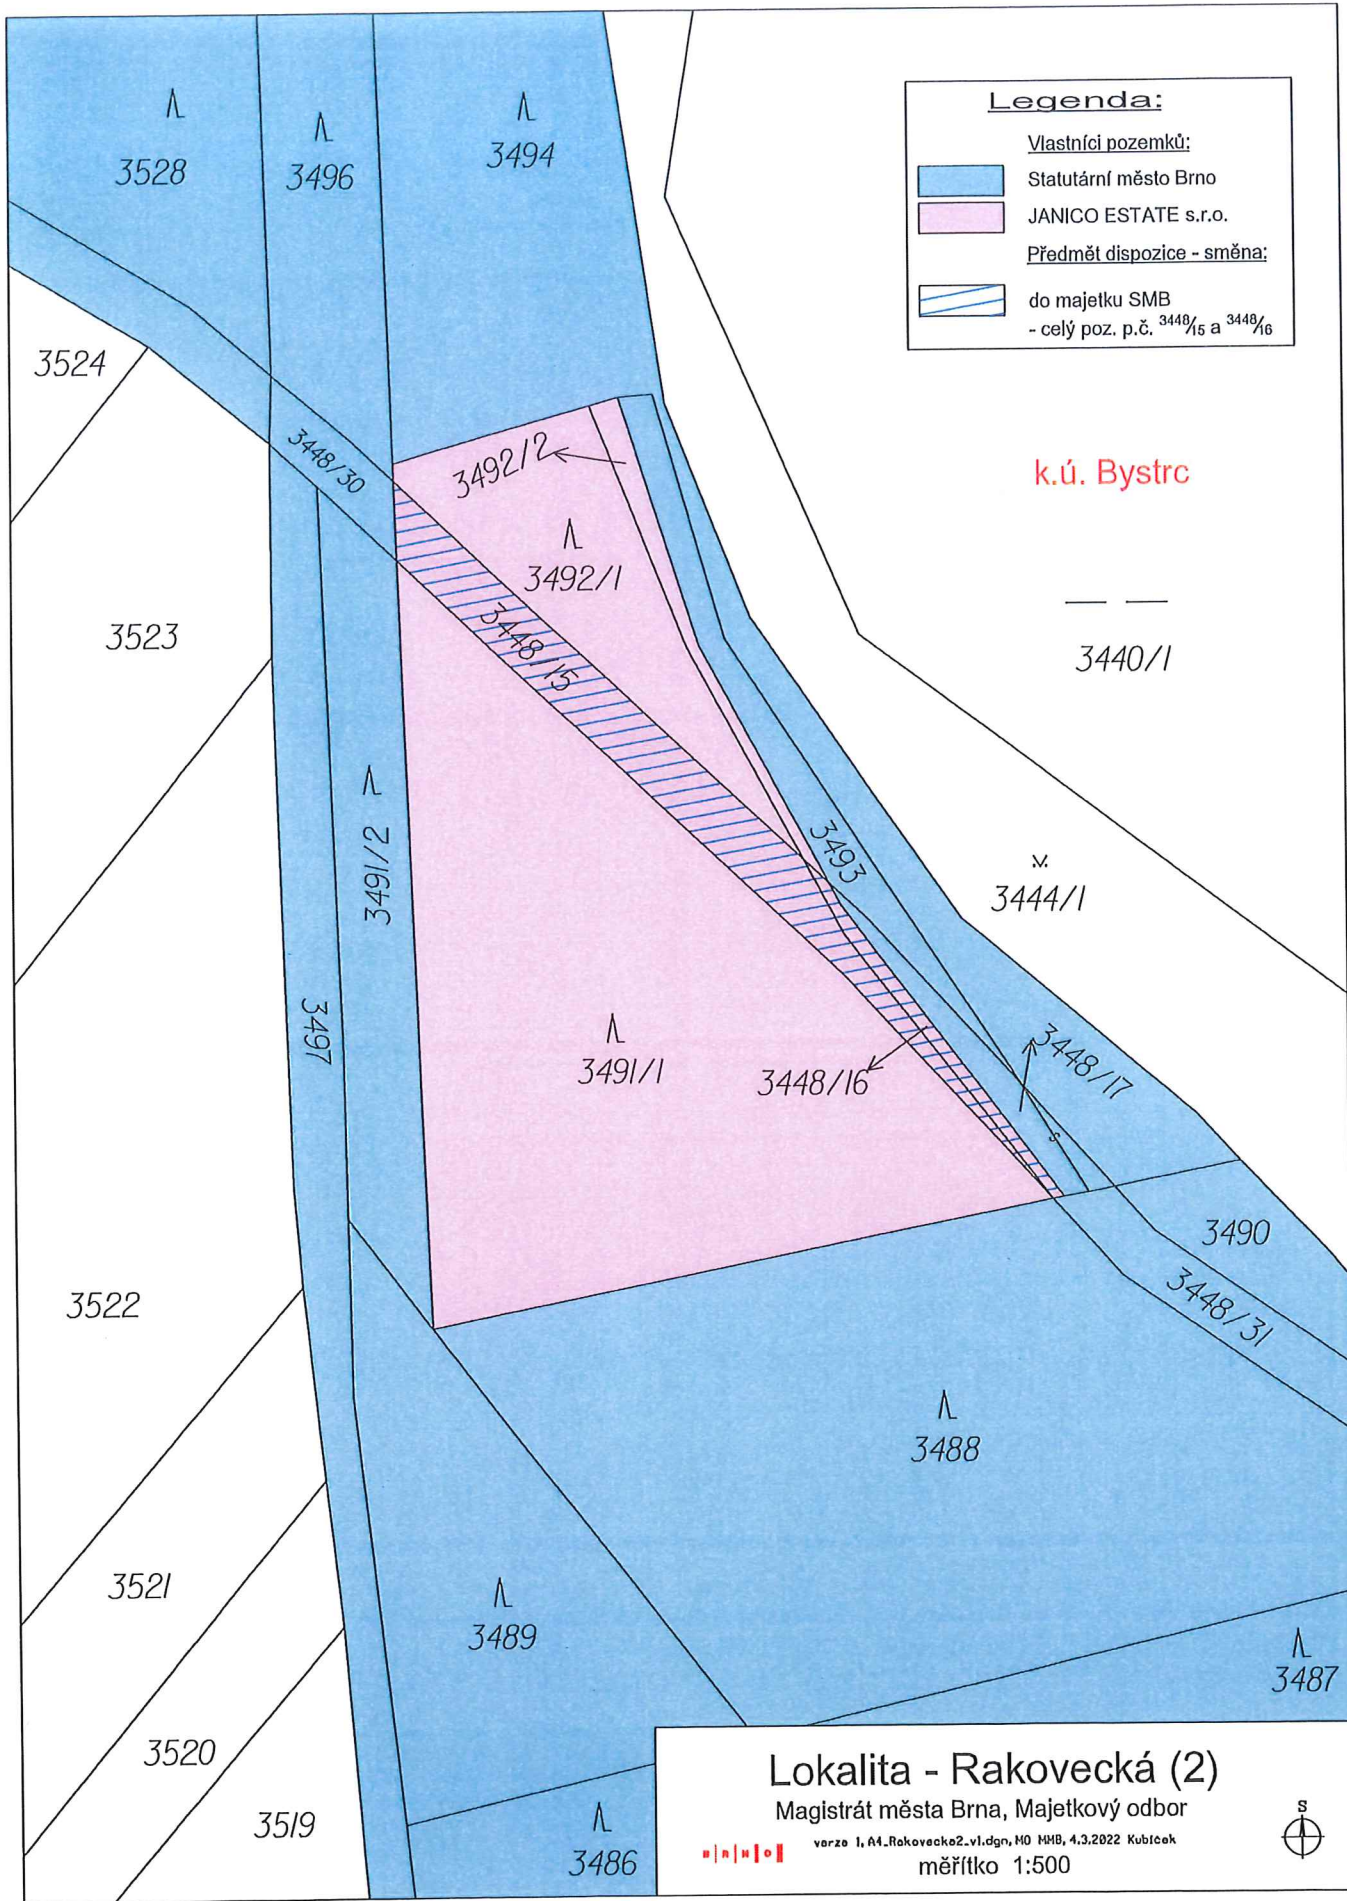 Legenda:
Vlastníci pozemků:
Statutární město Brno
JANICO ESTATE s.r.o.
Předmět dispozice - směna:
do majetku SMB
- celý poz. p.č. 3448/15 a 3448/16
3528
3496
3494
3524
3448/30
3492/2
k.ú. Bystrc
3492/1
3523
3448/15
3440/1
3491/2
3493
3444/1
3497
3491/1
3448/16
3448/17
s
3490
3522
3448/31
3488
3521
3489
3487
3520
3519
3486
Lokalita - Rakovecká (2)
Magistrát města Brna, Majetkový odbor
verze 1, A4_Rakovecka2_v1.dgn, MO MMB, 4.3.2022 Kubíček
měřítko 1:500
B|R|N|O
S